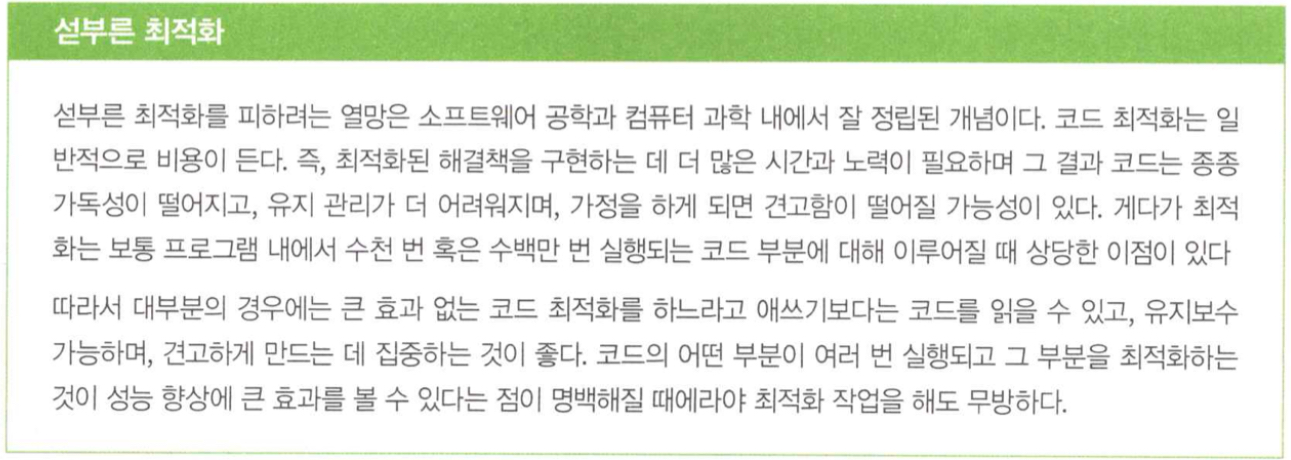 섣부른 최적화
섣부른 최적화를 피하려는 열망은 소프트웨어 공학과 컴퓨터 과학 내에서 잘 정립된 개념이다. 코드 최적화는 일
반적으로 비용이 든다. 즉, 최적화된 해결책을 구현하는 데 더 많은 시간과 노력이 필요하며 그 결과 코드는 종종
가독성이 떨어지고, 유지 관리가 더 어려워지며, 가정을 하게 되면 견고함이 떨어질 가능성이 있다. 게다가 최적
화는 보통 프로그램 내에서 수천 번 혹은 수백만 번 실행되는 코드 부분에 대해 이루어질 때 상당한 이점이 있다
따라서 대부분의 경우에는 큰 효과 없는 코드 최적화를 하느라고 애쓰기보다는 코드를 읽을 수 있고, 유지보수
가능하며, 견고하게 만드는 데 집중하는 것이 좋다. 코드의 어떤 부분이 여러 번 실행되고 그 부분을 최적화하는
것이 성능 향상에 큰 효과를 볼 수 있다는 점이 명백해질 때에라야 최적화 작업을 해도 무방하다.